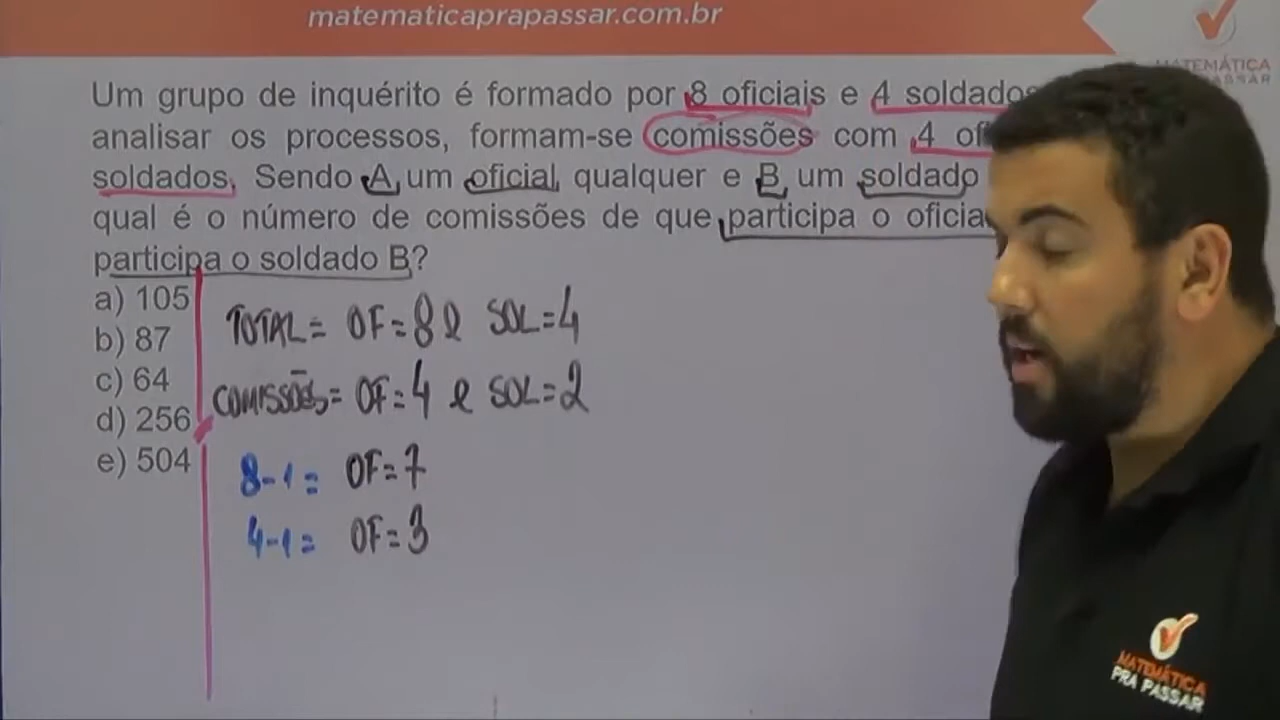 matematicaprapassar.com.br
MATEMÁTICA
PASSAR
Um grupo de inquérito é formado por 8 oficiais e 4 soldados
analisar os processos, formam-se comissões com 4
soldados. Sendo A um oficial qualquer e B um soldado
qual é o número de comissões de que participa o
participa o soldado B?
a) 105
b) 87
c) 64
d) 256
e) 504
TOTAL = OF = 8 e SOL = 4
COMISSÕES = OF = 4 e SOL = 2
8-1 = OF = 7
4-1 = OF = 3
MATEMÁTICA
PRA PASSAR